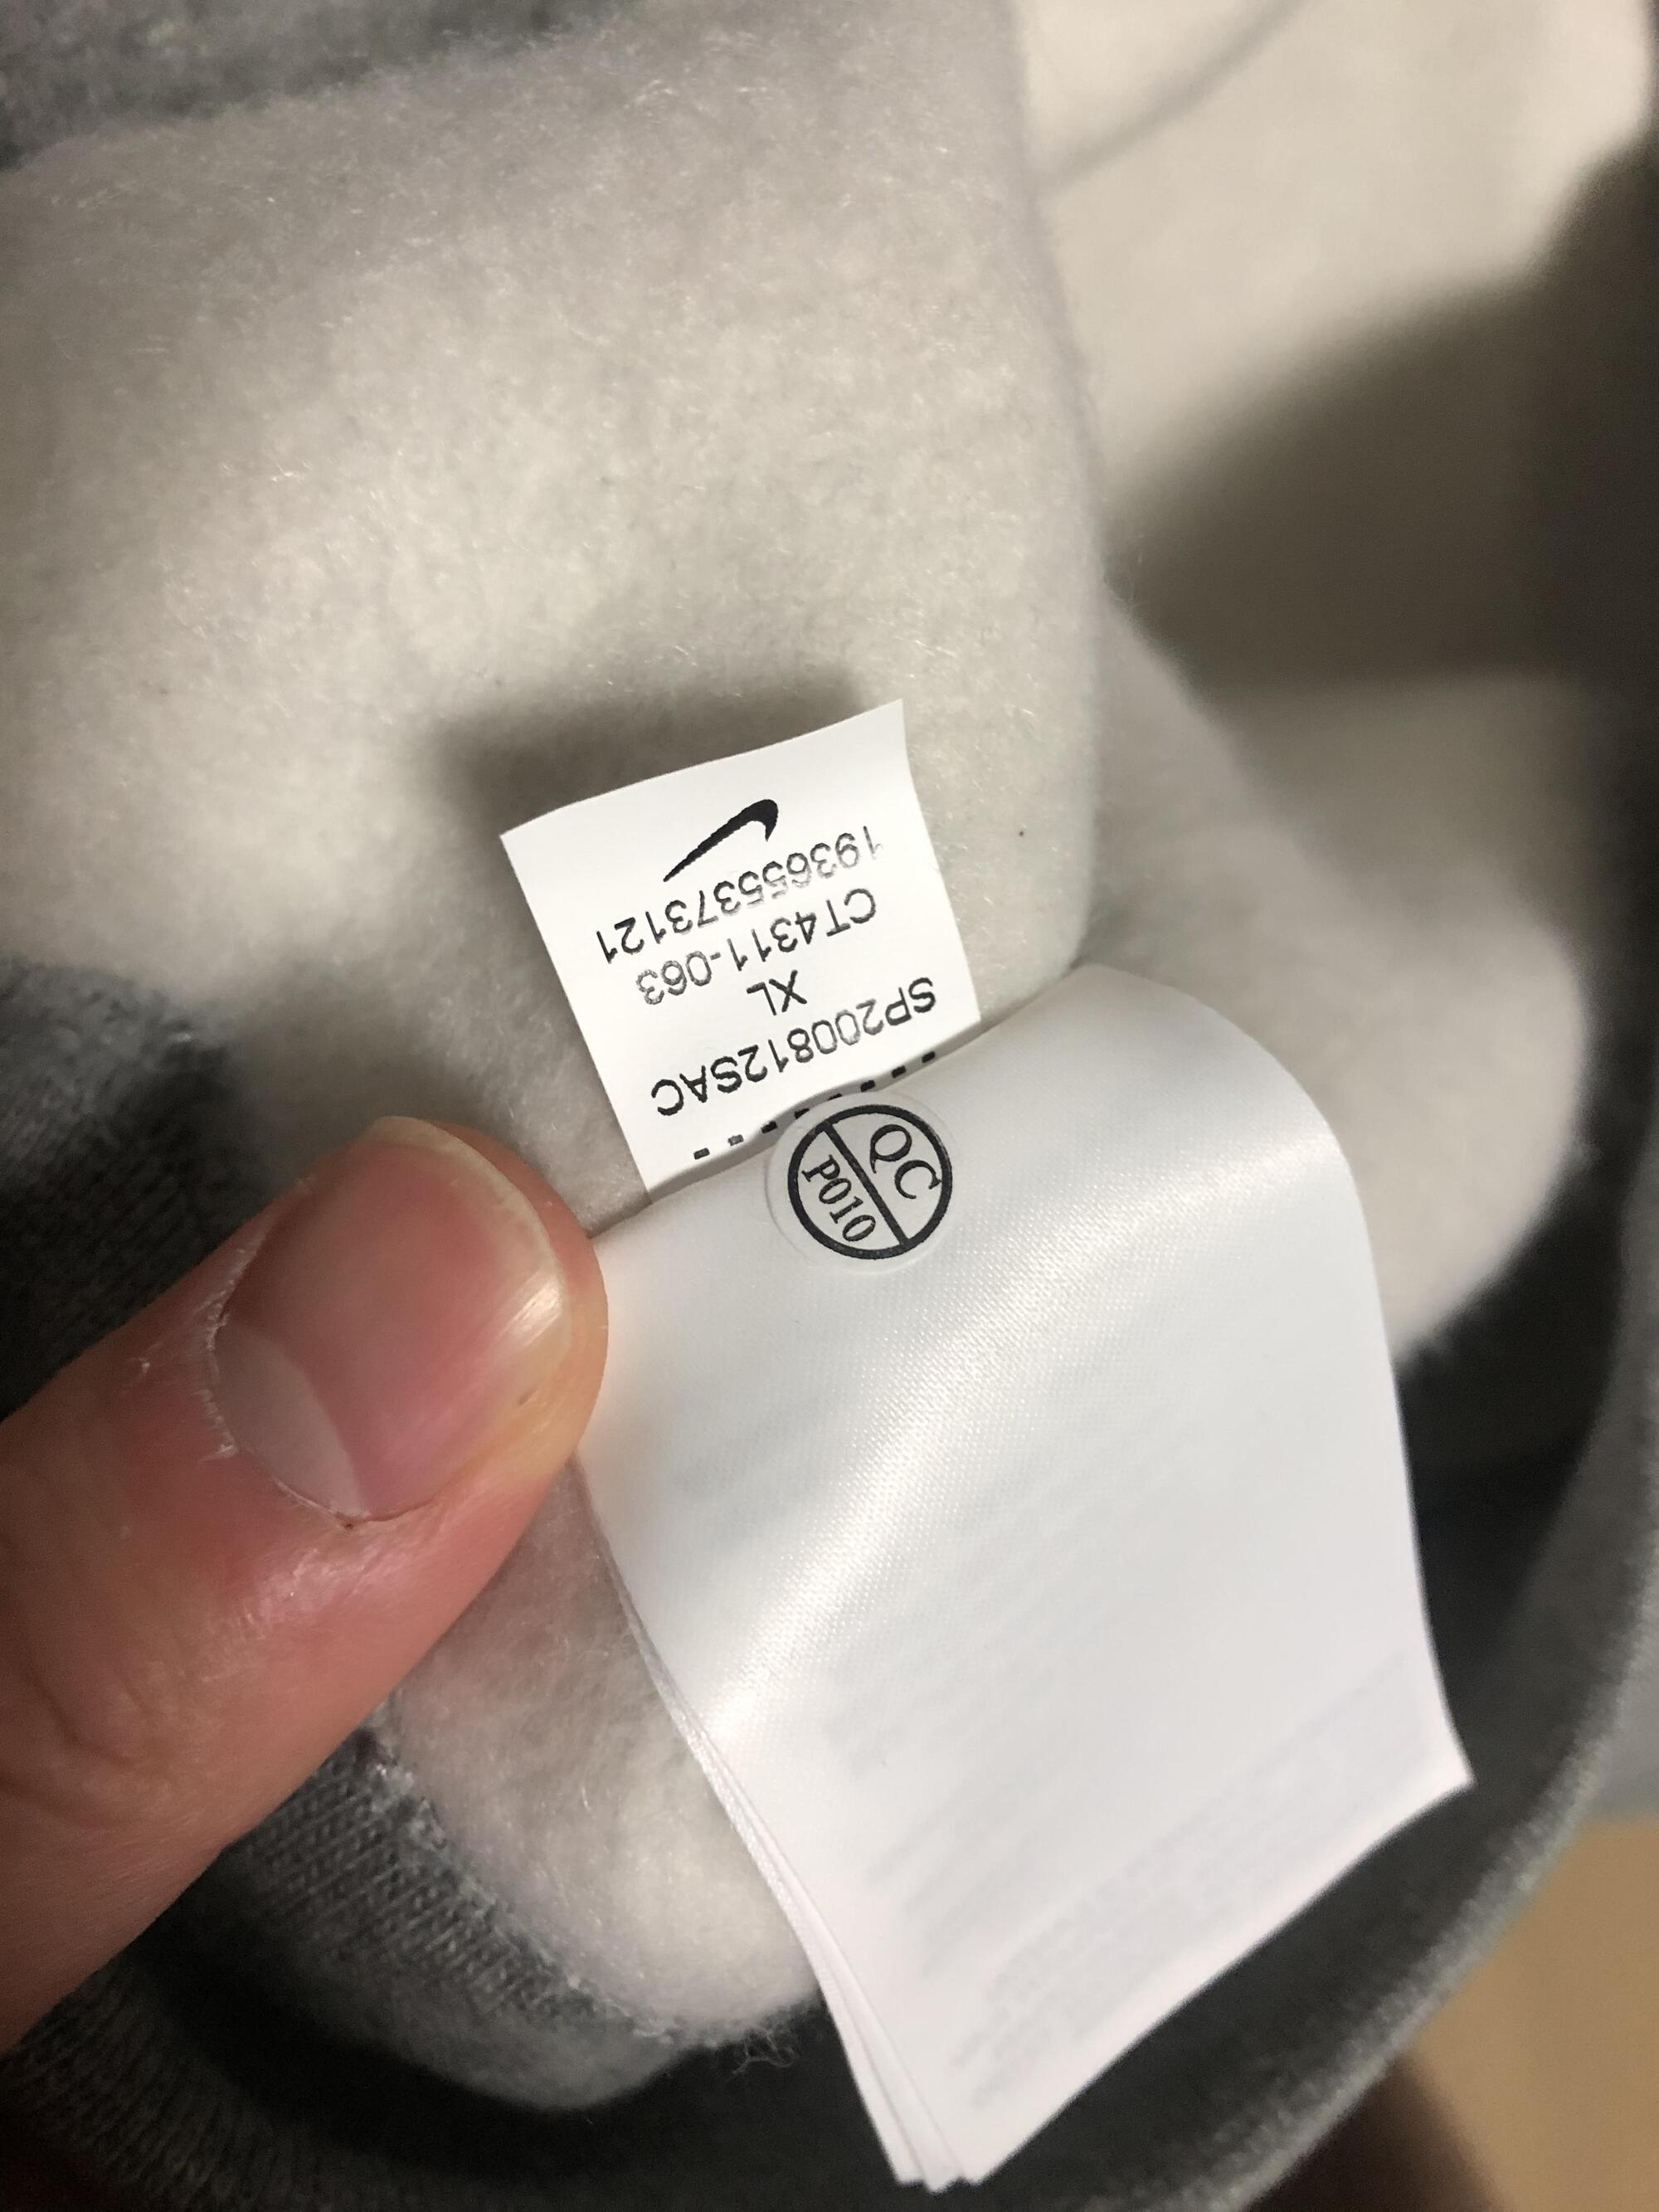 SP200812SAC
XL
CT4311-063
193655373121
QC
P010